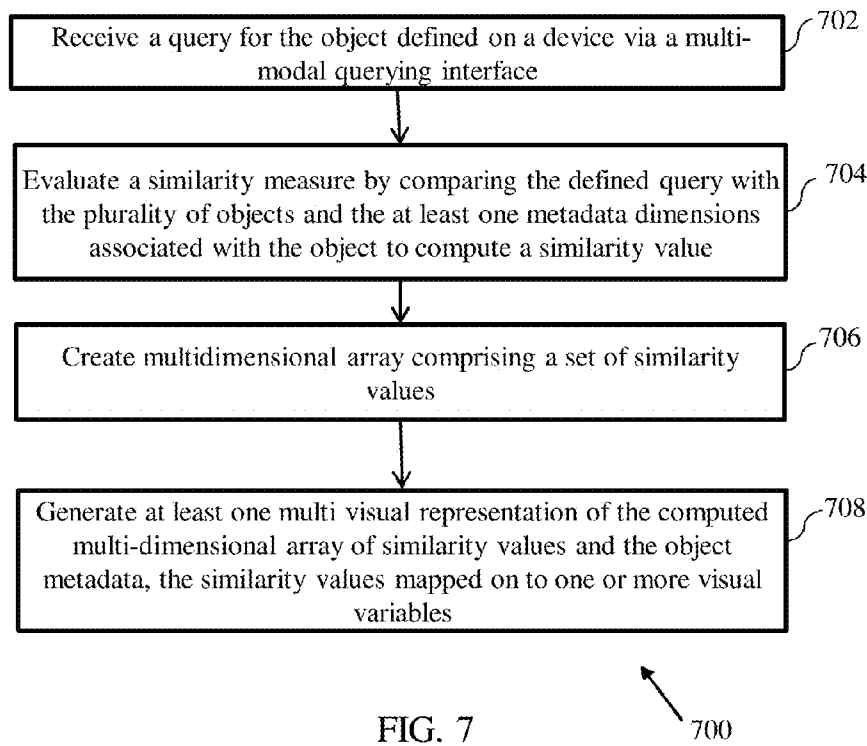 Receive a query for the object defined on a device via a multi-
modal querying interface
702
Evaluate a similarity measure by comparing the defined query with
the plurality of objects and the at least one metadata dimensions
associated with the object to compute a similarity value
704
Create multidimensional array comprising a set of similarity
values
706
Generate at least one multi visual representation of the computed
multi-dimensional array of similarity values and the object
metadata, the similarity values mapped on to one or more visual
variables
708
FIG. 7
700